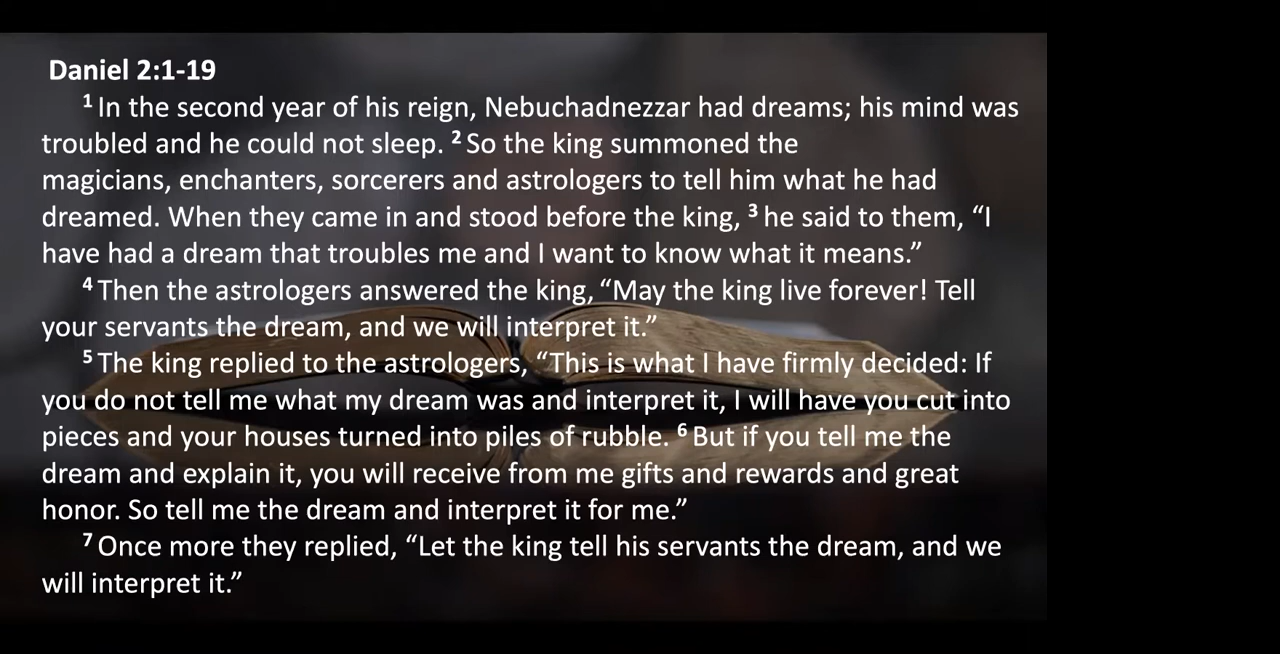 Daniel 2:1-19
1 In the second year of his reign, Nebuchadnezzar had dreams; his mind was
troubled and he could not sleep. 2 So the king summoned the
magicians, enchanters, sorcerers and astrologers to tell him what he had
dreamed. When they came in and stood before the king, 3 he said to them, “I
have had a dream that troubles me and I want to know what it means.”
4 Then the astrologers answered the king, “May the king live forever! Tell
your servants the dream, and we will interpret it.”
5 The king replied to the astrologers, “This is what I have firmly decided: If
you do not tell me what my dream was and interpret it, I will have you cut into
pieces and your houses turned into piles of rubble. 6 But if you tell me the
dream and explain it, you will receive from me gifts and rewards and great
honor. So tell me the dream and interpret it for me.”
7 Once more they replied, “Let the king tell his servants the dream, and we
will interpret it.”